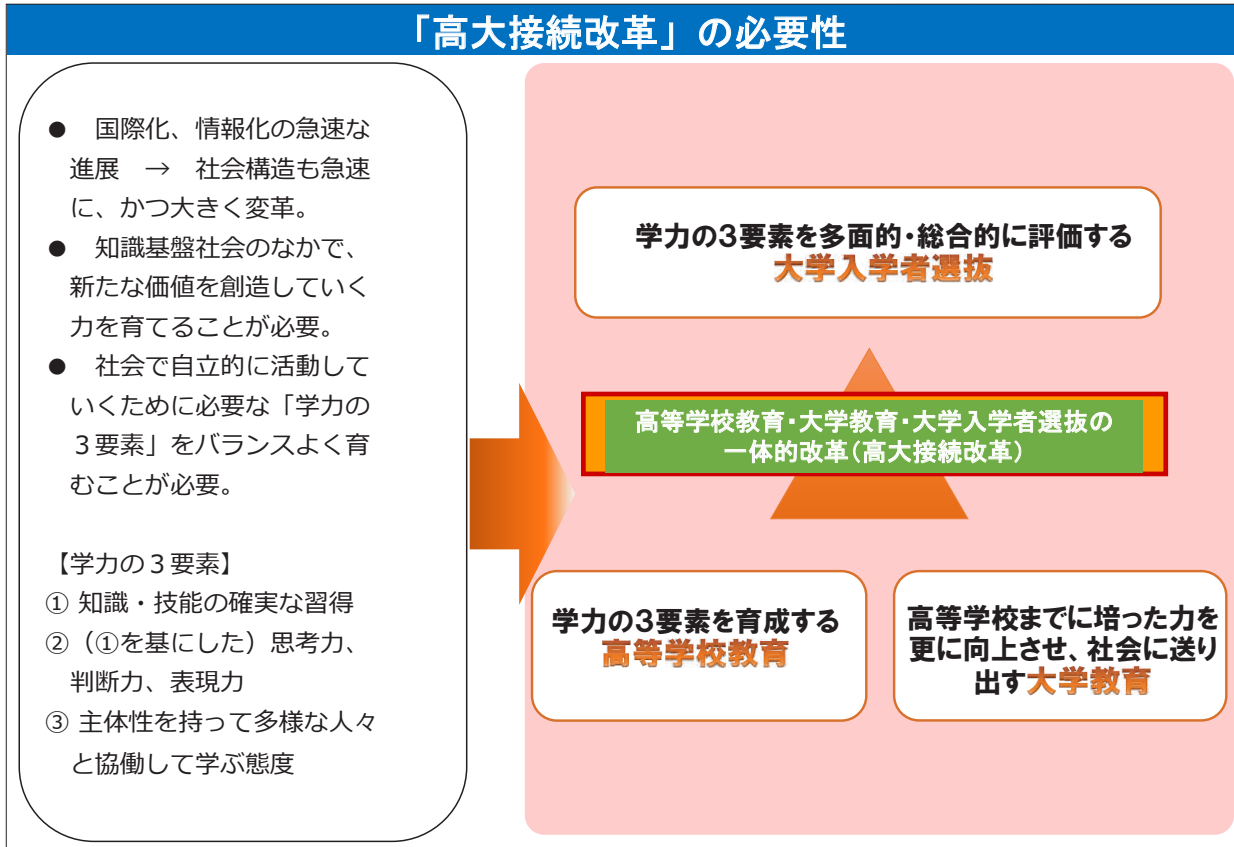 「高大接続改革」の必要性
● 国際化、情報化の急速な
進展 → 社会構造も急速
に、かつ大きく変革。
● 知識基盤社会のなかで、
新たな価値を創造していく
力を育てることが必要。
● 社会で自立的に活動して
いくために必要な「学力の
３要素」をバランスよく育
むことが必要。
【学力の３要素】
① 知識・技能の確実な習得
②（①を基にした）思考力、
判断力、表現力
③ 主体性を持って多様な人々
と協働して学ぶ態度
学力の3要素を多面的・総合的に評価する
大学入学者選抜
高等学校教育・大学教育・大学入学者選抜の
一体的改革（高大接続改革）
学力の3要素を育成する
高等学校教育
高等学校までに培った力を
更に向上させ、社会に送り
出す大学教育